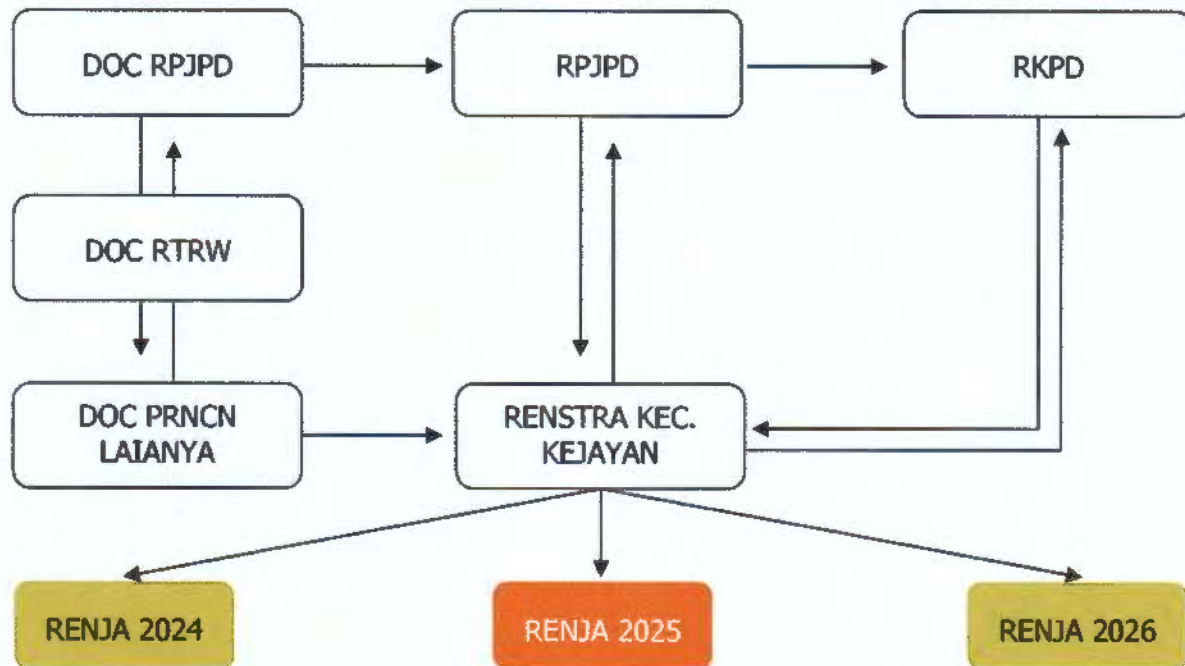 DOC RPJPD
RPJPD
RKPD
DOC RTRW
DOC PRNCN
LAIANYA
RENSTRA KEC.
KEJAYAN
RENJA 2024
RENJA 2025
RENJA 2026